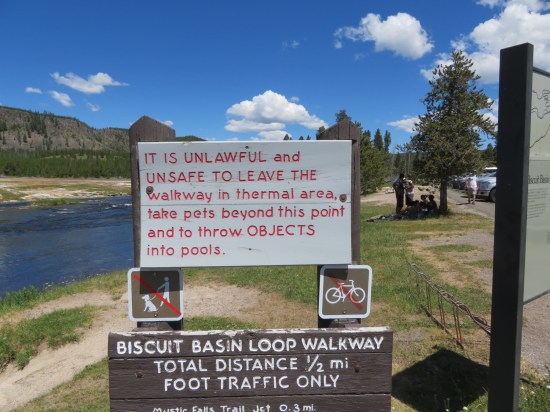 IT IS UNLAWFUL and
UNSAFE TO LEAVE THE
walkway in thermal area,
take pets beyond this point
and to throw OBJECTS
into pools.
BISCUIT BASIN LOOP WALKWAY
TOTAL DISTANCE 1/2 mi
FOOT TRAFFIC ONLY
Mystic Falls Trail Jct 0.3 mi.
Biscuit Basin